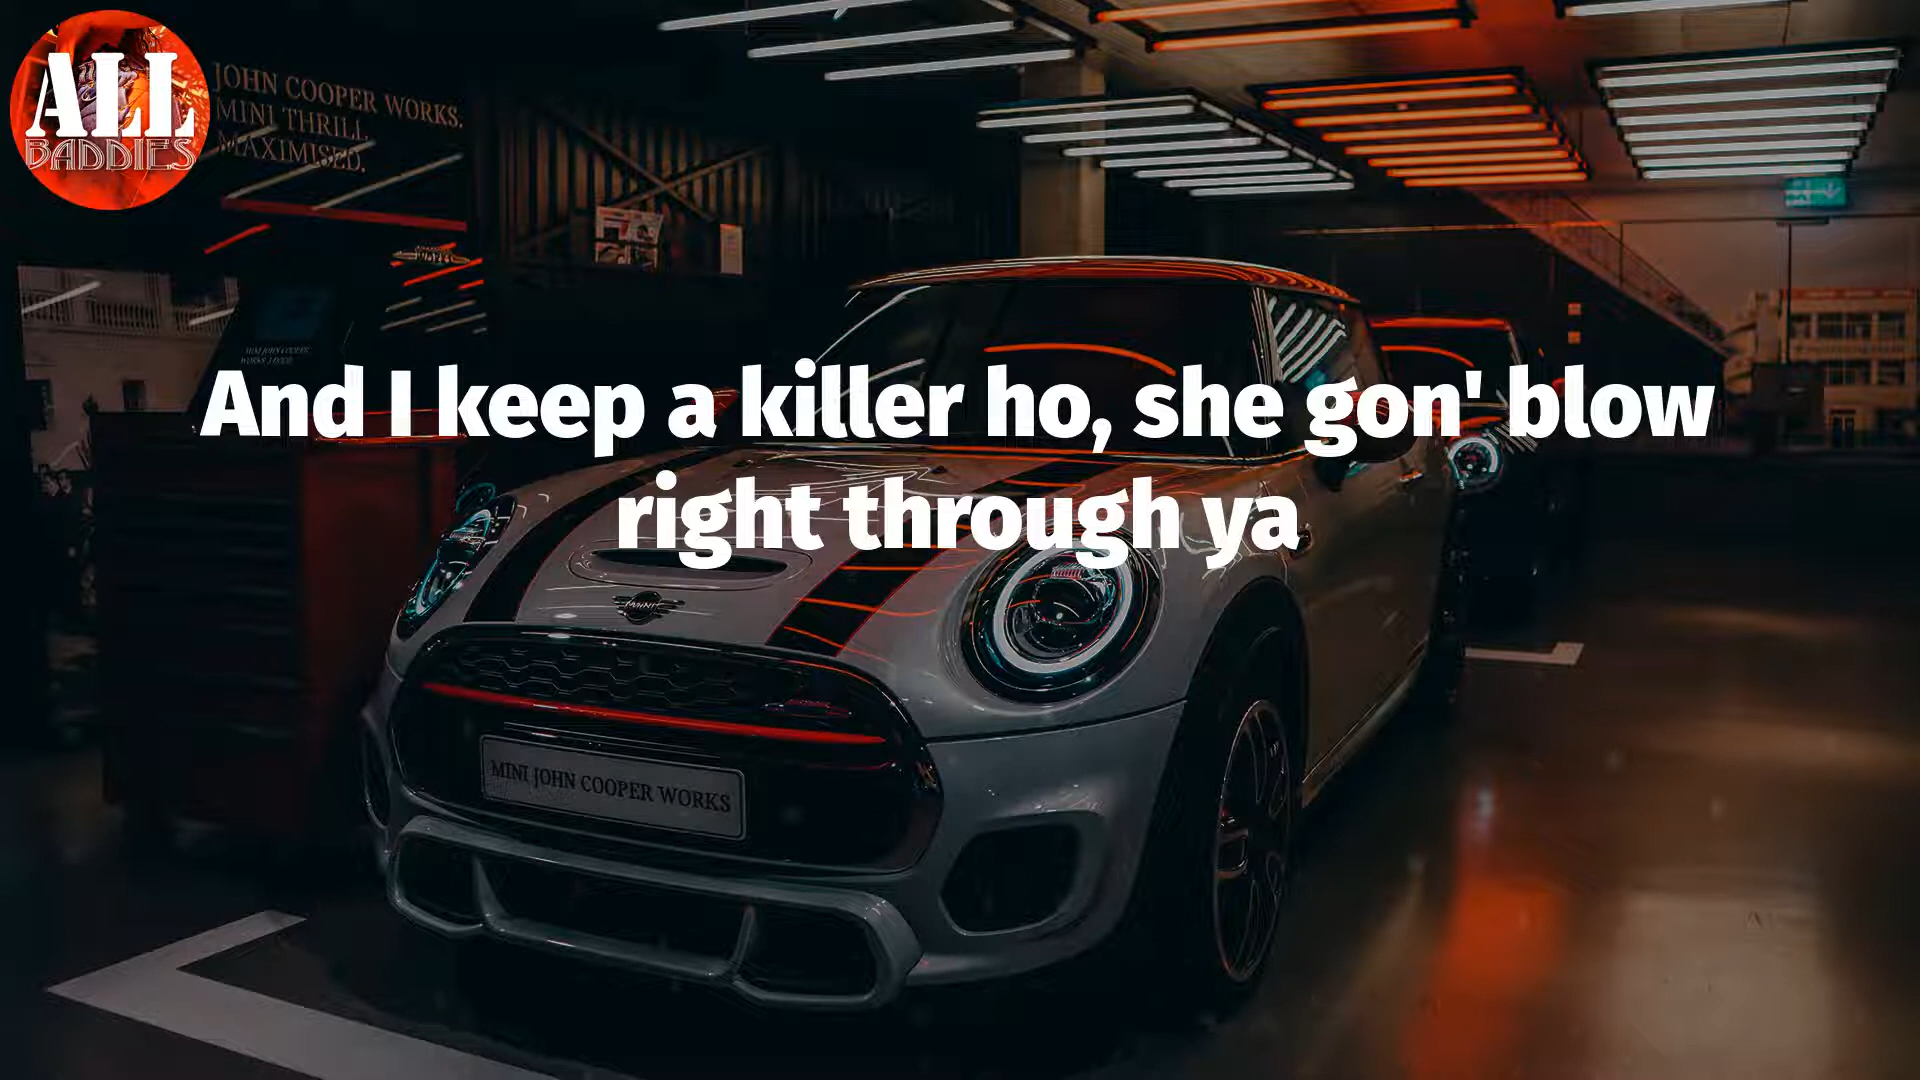 ALL
BADDIES
JOHN COOPER WORKS.
MINI THRILL.
MAXIMISED.
And I keep a killer ho, she gon' blow
right through ya
MINI
MINI JOHN COOPER WORKS